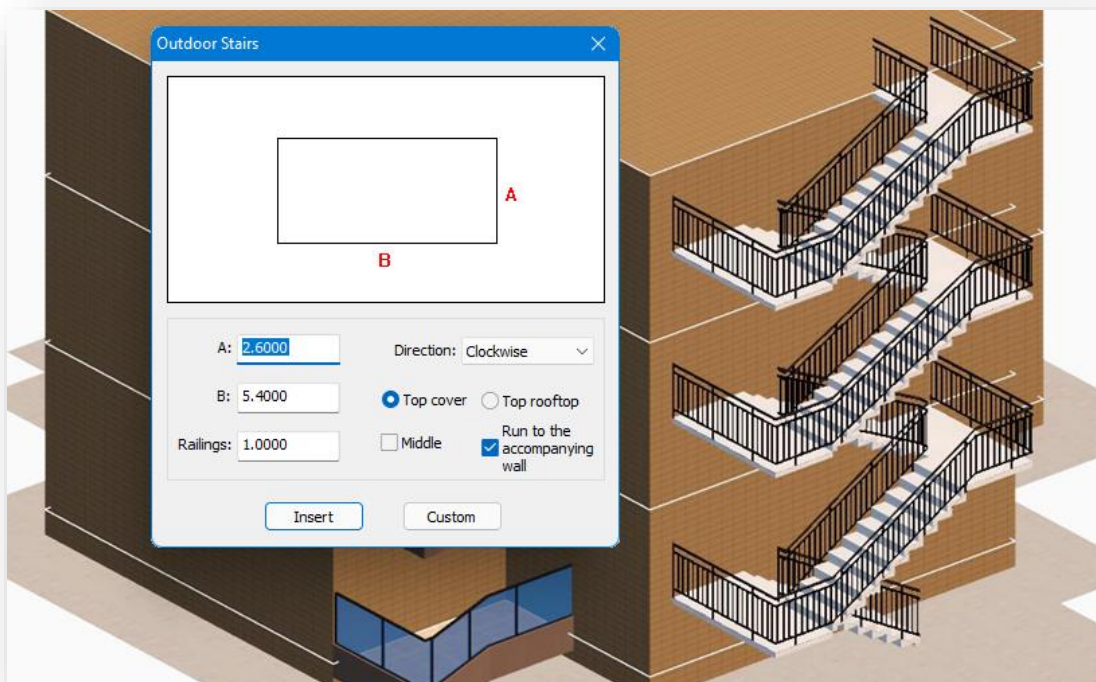 Outdoor Stairs
A
B
A: 2.6000
Direction: Clockwise
B: 5.4000
Top cover
Top rooftop
Railings: 1.0000
Middle
Run to the
accompanying
wall
Insert
Custom